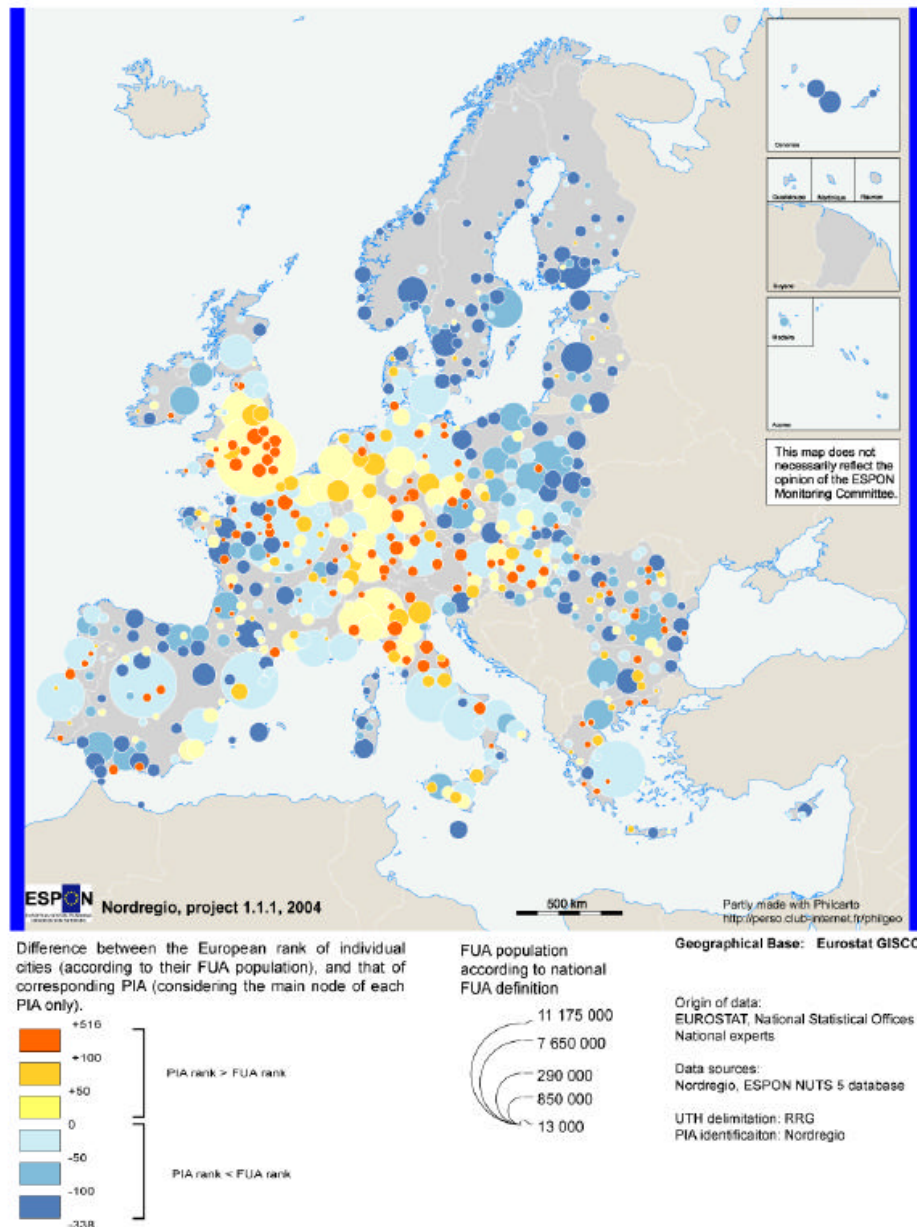 Canarias
Guadeloupe
Martinique
Réunion
Guyane
Madeira
Azores
This map does not
necessarily reflect the
opinion of the ESPON
Monitoring Committee.
ESPON
Nordregio, project 1.1.1, 2004
500 km
Partly made with Philcarto
http://perso.club-internet.fr/philgeo
Difference between the European rank of individual
cities (according to their FUA population), and that of
corresponding PIA (considering the main node of each
PIA only).
+516
+100
+50
0
-50
-100
-338
PIA rank > FUA rank
PIA rank < FUA rank
FUA population
according to national
FUA definition
11 175 000
7 650 000
290 000
850 000
13 000
Geographical Base: Eurostat GISCO
Origin of data:
EUROSTAT, National Statistical Offices
National experts
Data sources:
Nordregio, ESPON NUTS 5 database
UTH delimitation: RRG
PIA identificaiton: Nordregio